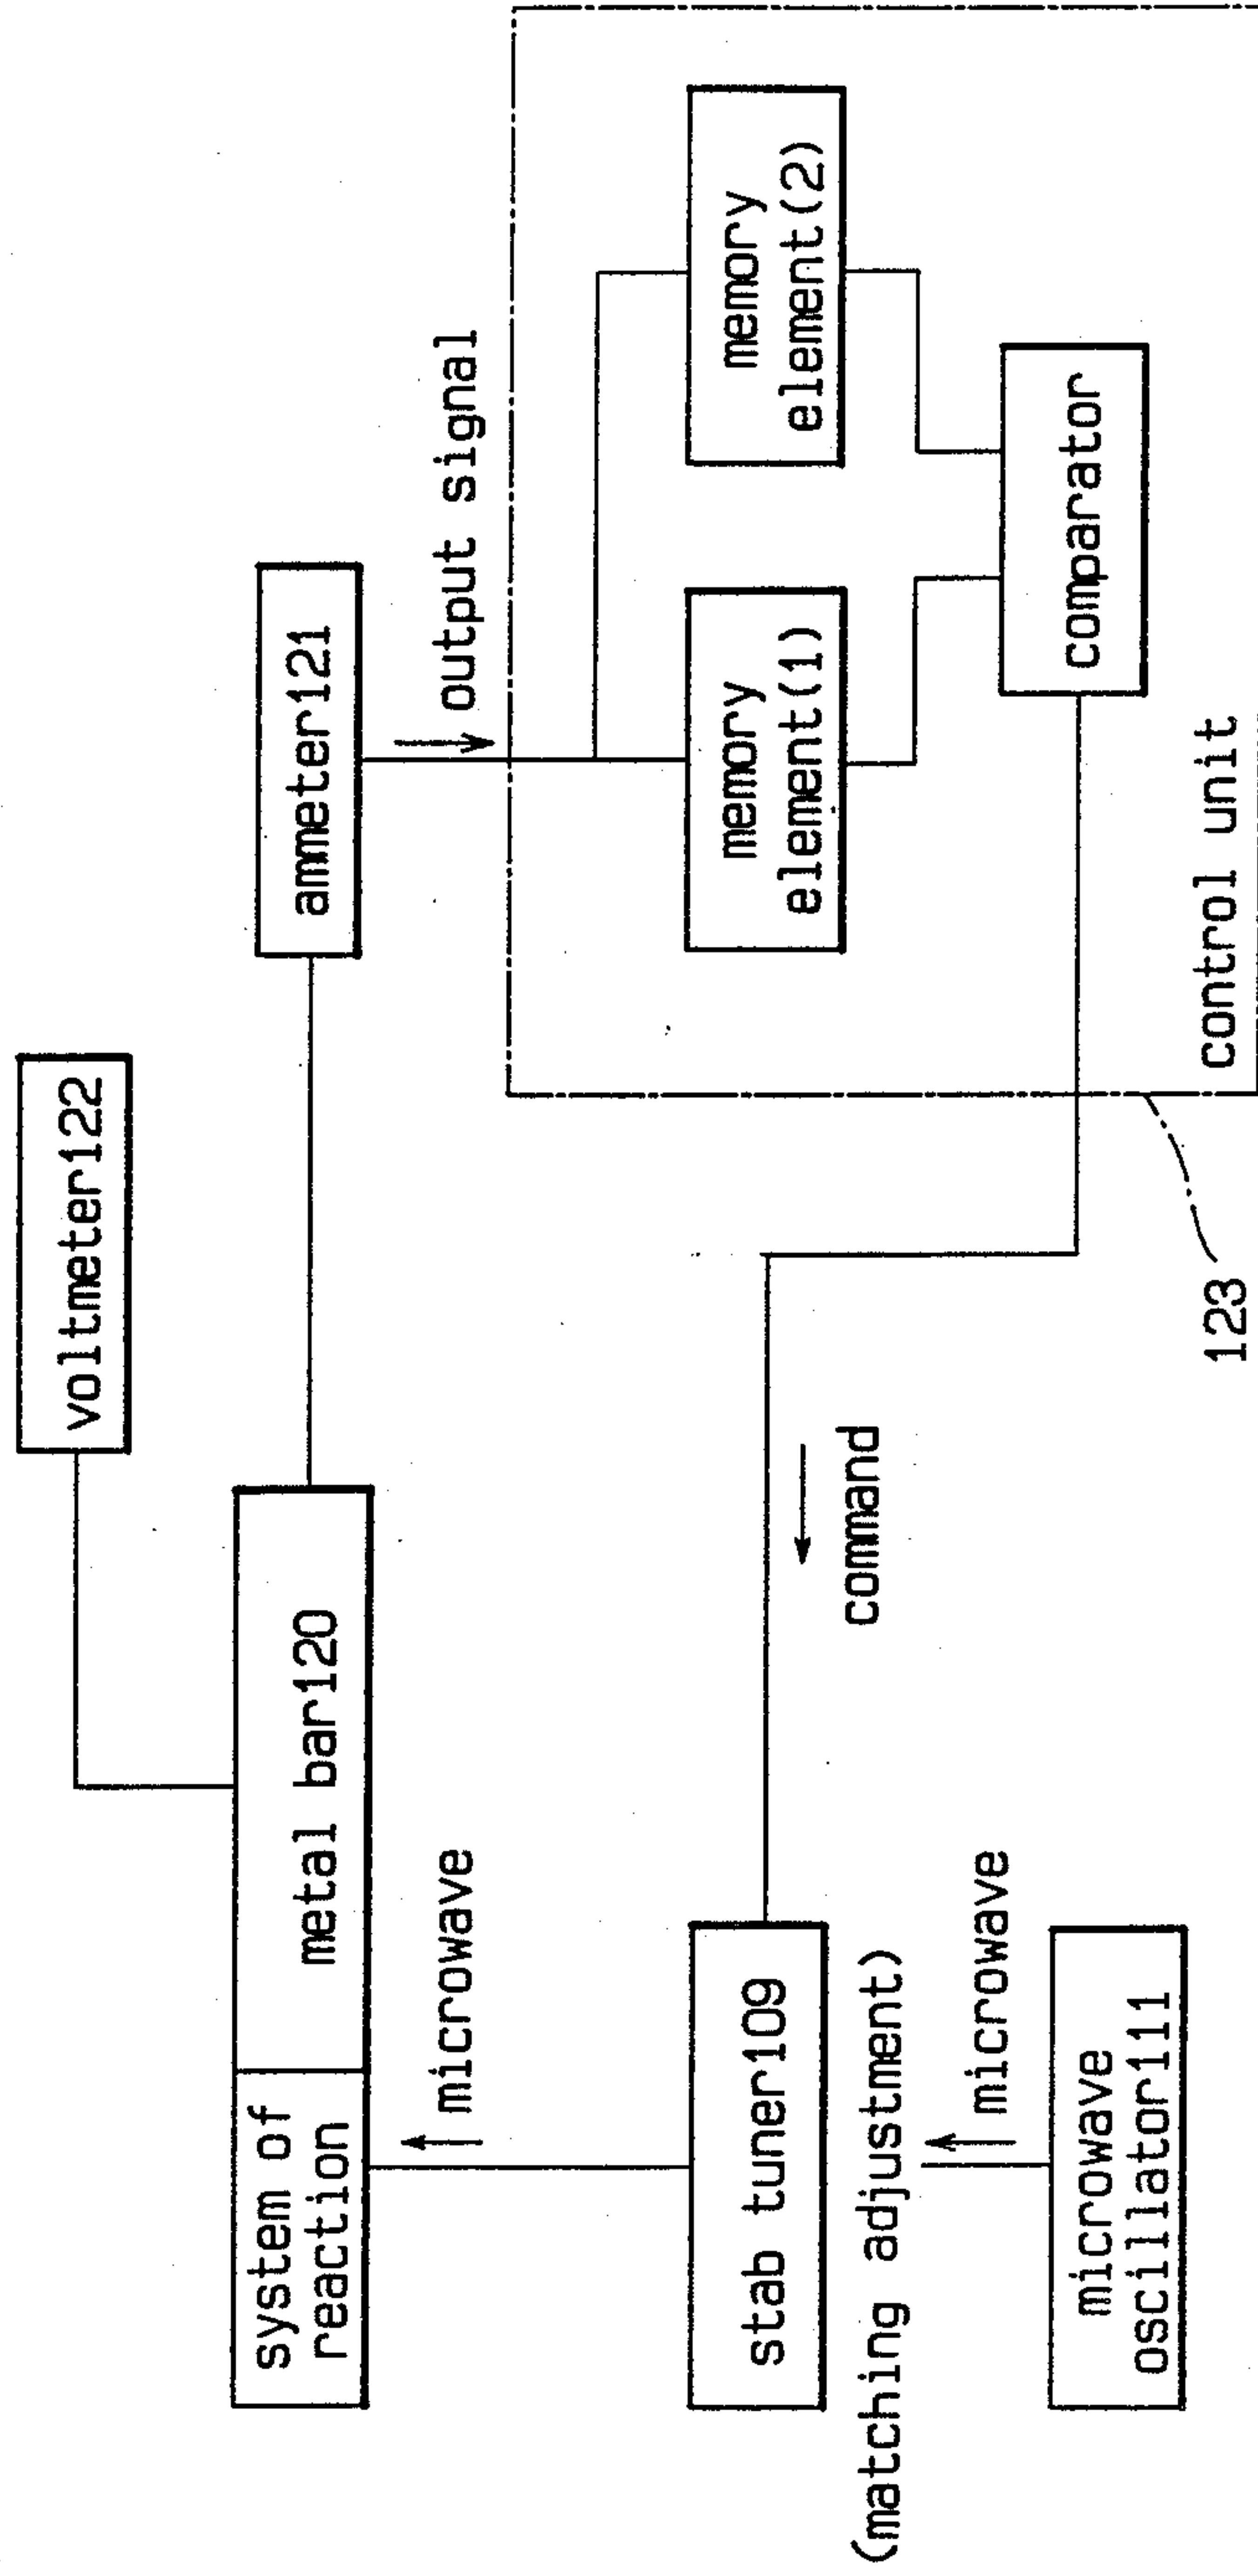 voltmeter122
system of
reaction
metal bar120
ammeter121
microwave
output signal
stab tuner109
(matching adjustment)
command
memory
element(1)
memory
element(2)
microwave
microwave
oscillator111
comparator
control unit
123